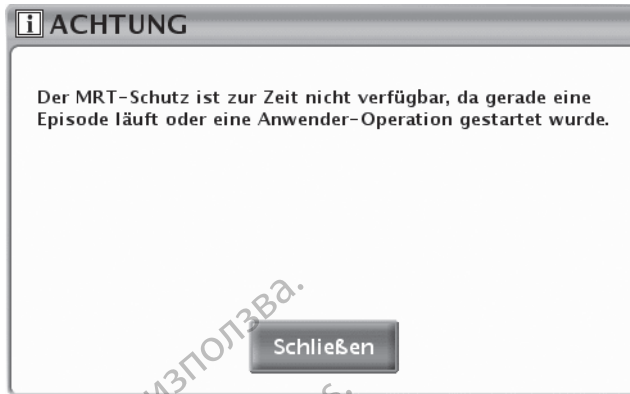 i ACHTUNG
Der MRT-Schutz ist zur Zeit nicht verfügbar, da gerade eine
Episode läuft oder eine Anwender-Operation gestartet wurde.
използва.
Schließen